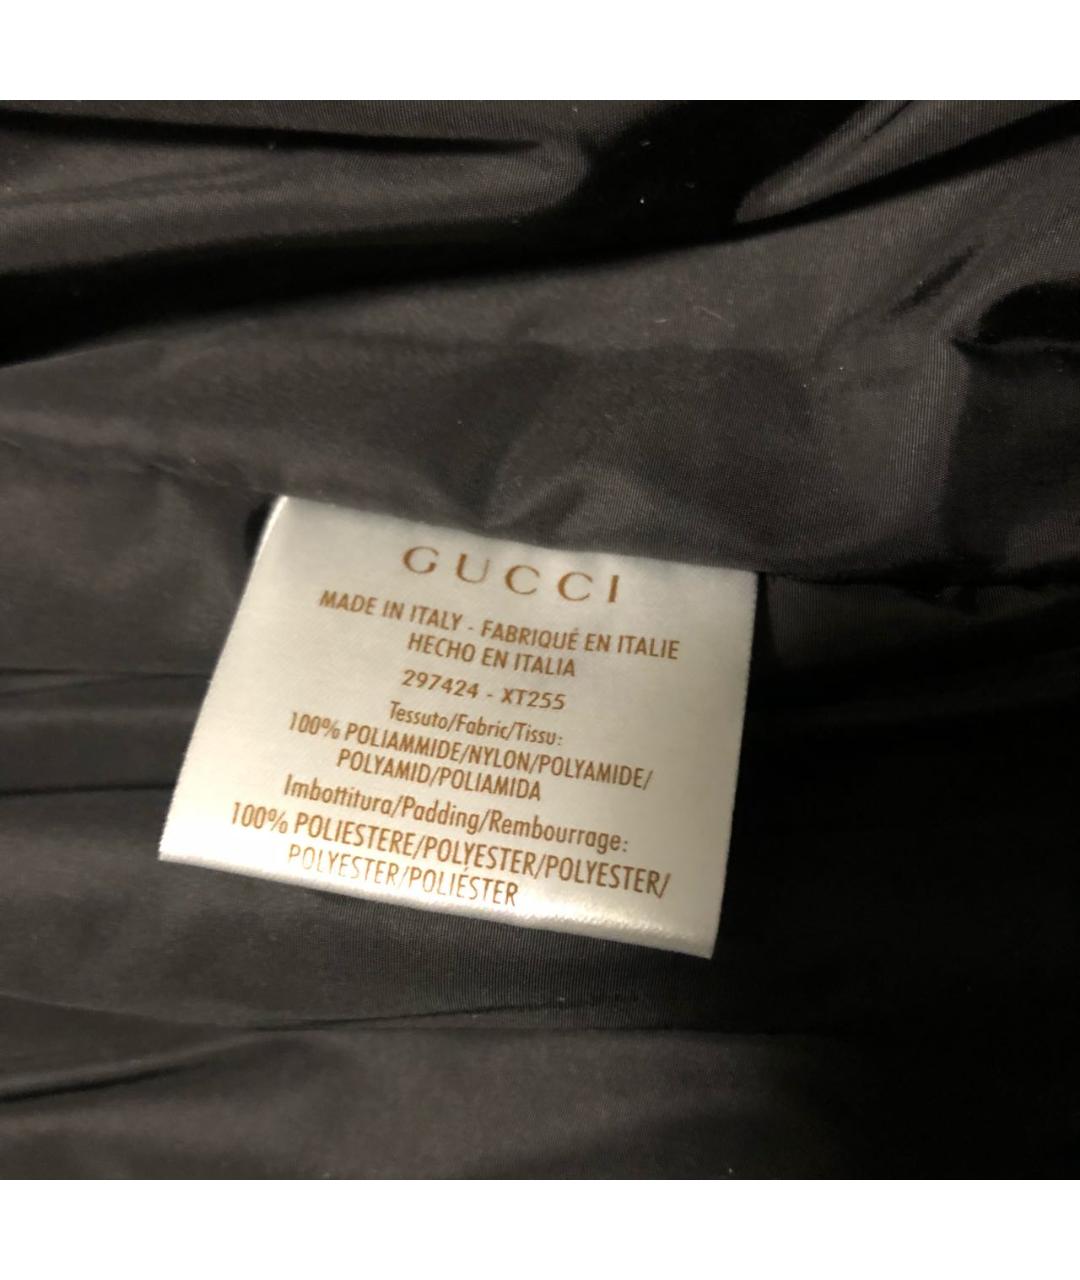 GUCCI
MADE IN ITALY - FABRIQUÉ EN ITALIE
HECHO EN ITALIA
297424 - XT255
Tessuto/Fabric/Tissu:
100% POLIAMMIDE/NYLON/POLYAMIDE/
POLYAMID/POLIAMIDA
Imbottitura/Padding/Rembourrage:
100% POLIESTERE/POLYESTER/POLYESTER/
POLYESTER/POLIÉSTER